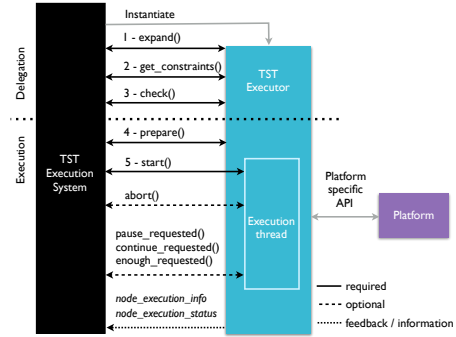 Instantiate
Delegation
1 - expand()
2 - get_constraints()
3 - check()
TST
Executor
Execution
4 - prepare()
5 - start()
TST
Execution
System
abort()
Execution
thread
Platform
specific
API
Platform
pause_requested()
continue_requested()
enough_requested()
node_execution_info
node_execution_status
required
optional
feedback / information